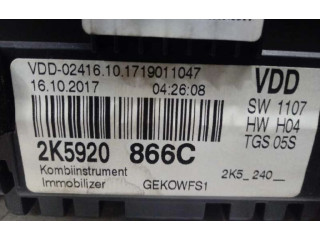 VDD-02416.10.1719011047
VDD
16.10.2017 04:26:08
SW 1107
HW H04
TGS 05S
2K5920 866C
Kombiinstrument
2K5_240__
Immobilizer GEKOWFS1